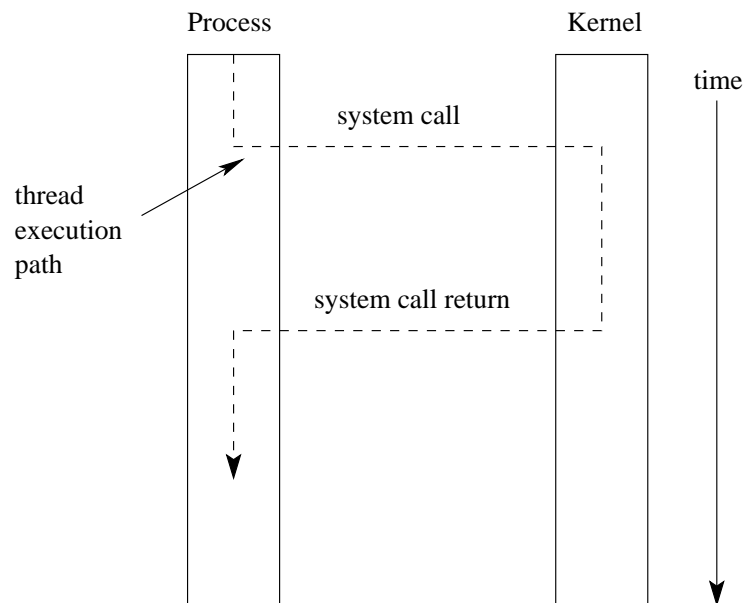 Process
Kernel
time
system call
thread
execution
path
system call return